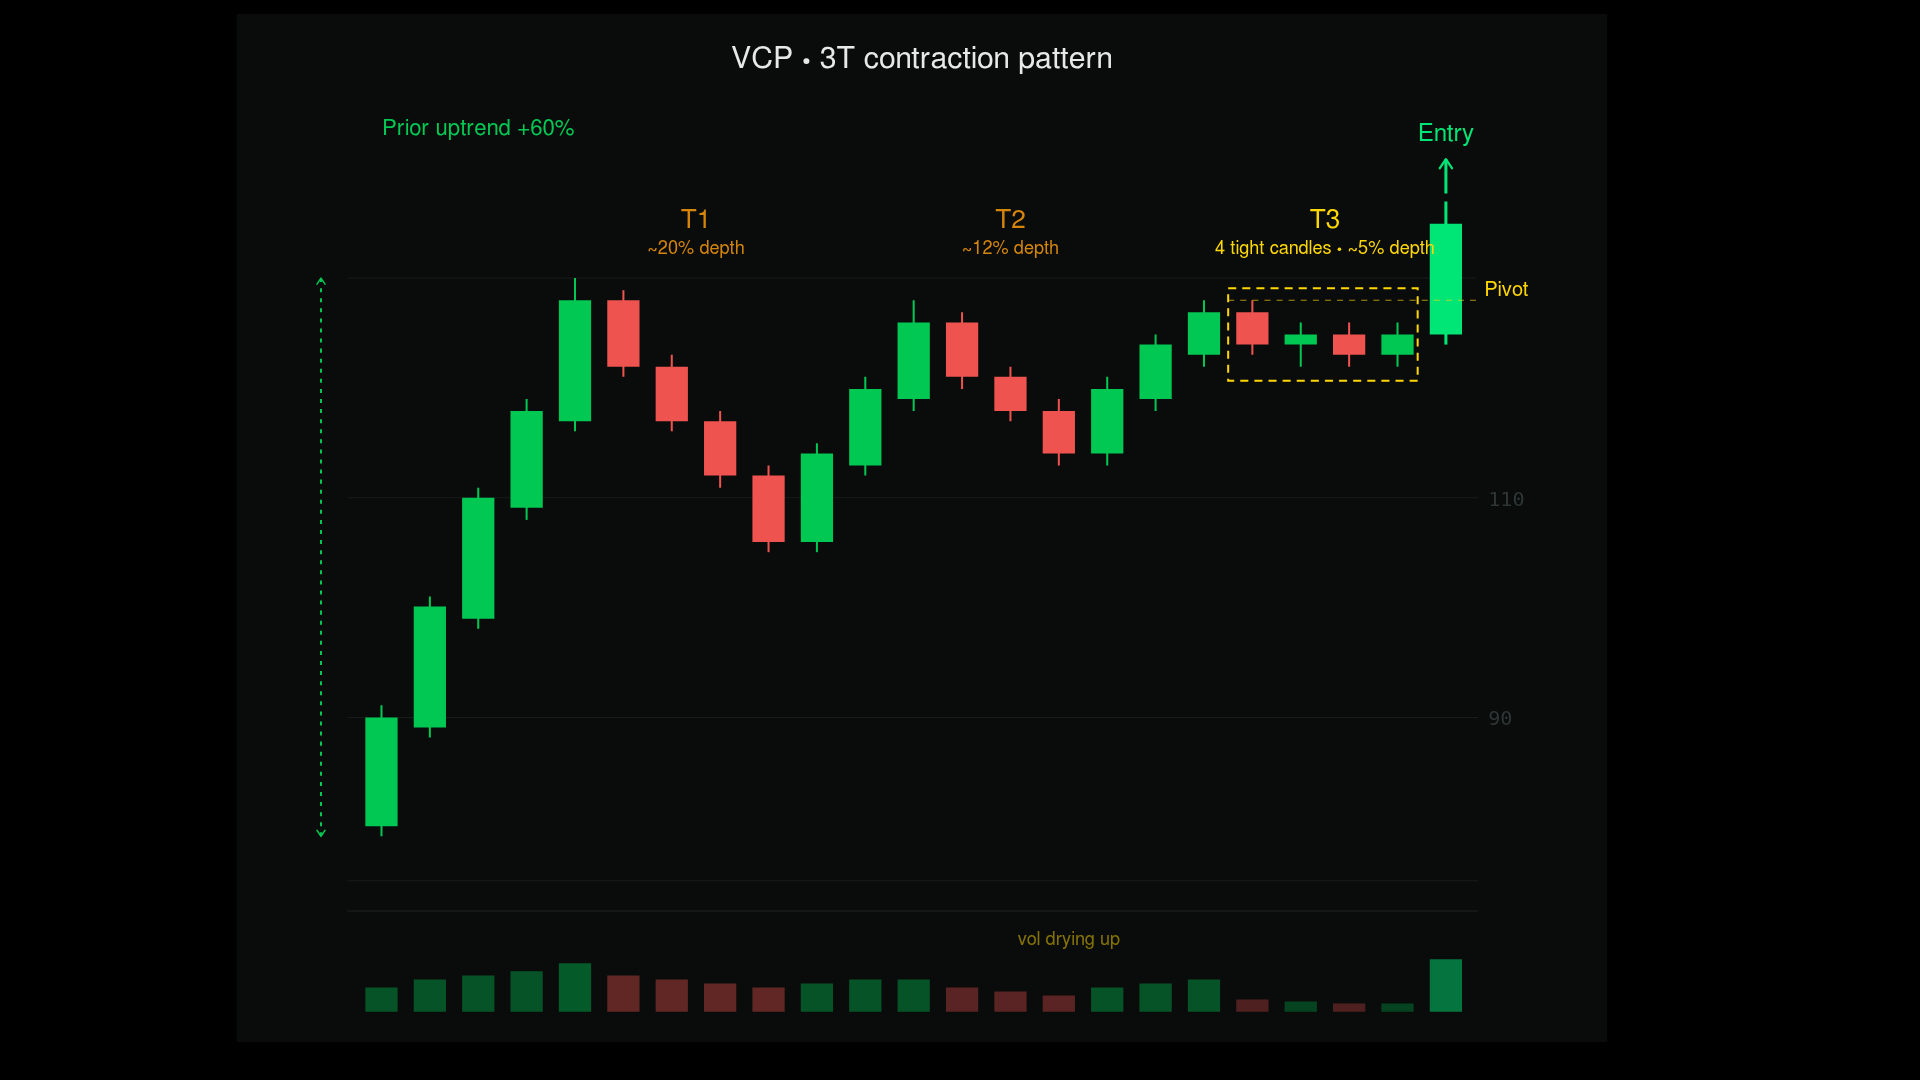 VCP • 3T contraction pattern
Prior uptrend +60%
Entry
T1
~20% depth
T2
~12% depth
T3
4 tight candles • ~5% depth
Pivot
110
90
vol drying up